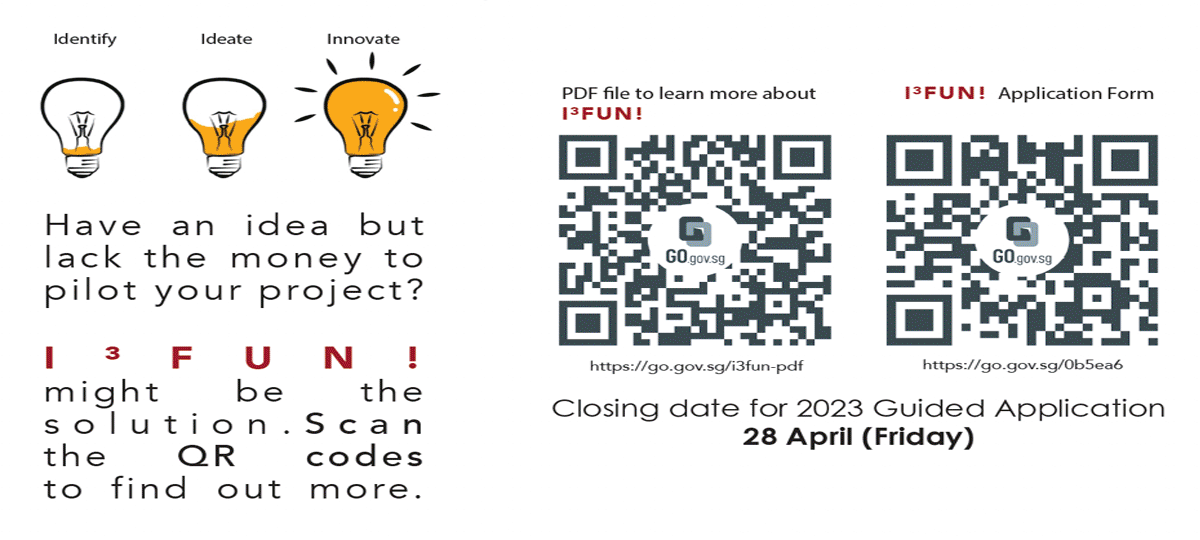 Identify Ideate Innovate
Have an idea but
lack the money to
pilot your project?
I³FUN!
might be the
solution. Scan
the QR codes
to find out more.
PDF file to learn more about
I³FUN!
GO.gov.sg
https://go.gov.sg/i3fun-pdf
I³FUN! Application Form
GO.gov.sg
https://go.gov.sg/0b5ea6
Closing date for 2023 Guided Application
28 April (Friday)